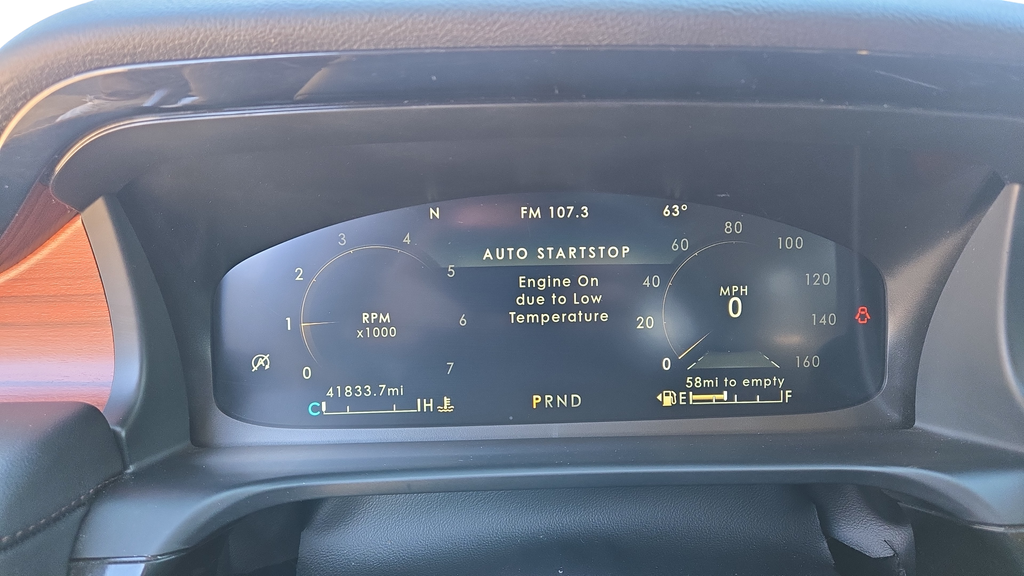 N FM 107.3 63°
AUTO STARTSTOP
Engine On
due to Low
Temperature
0 1 2 3 4 5 6 7
RPM
x1000
0 20 40 60 80 100 120 140 160
MPH
0
41833.7mi
C H
PRND
58mi to empty
E F